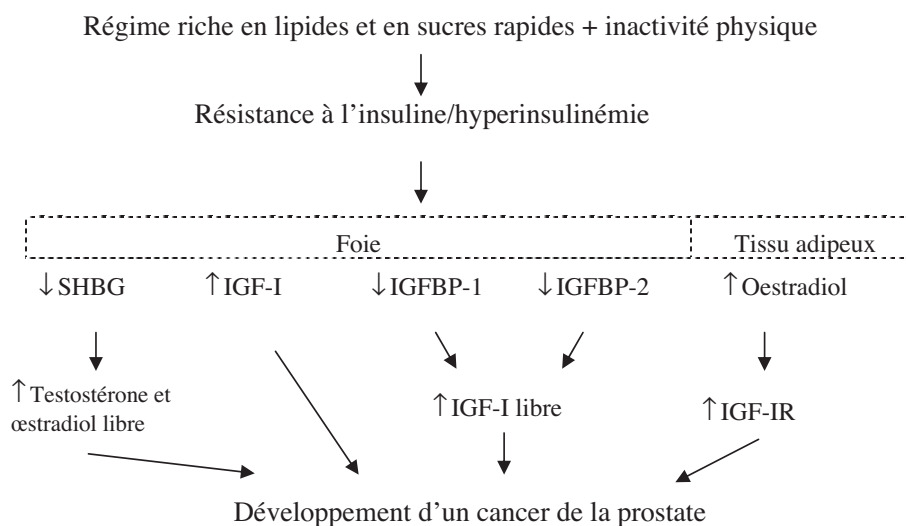 Régime riche en lipides et en sucres rapides + inactivité physique
Résistance à l’insuline/hyperinsulinémie
Foie Tissu adipeux
↓SHBG ↑IGF-I ↓IGFBP-1 ↓IGFBP-2 ↑Oestradiol
↑Testostérone et
œstradiol libre
↑IGF-I libre ↑IGF-IR
Développement d’un cancer de la prostate